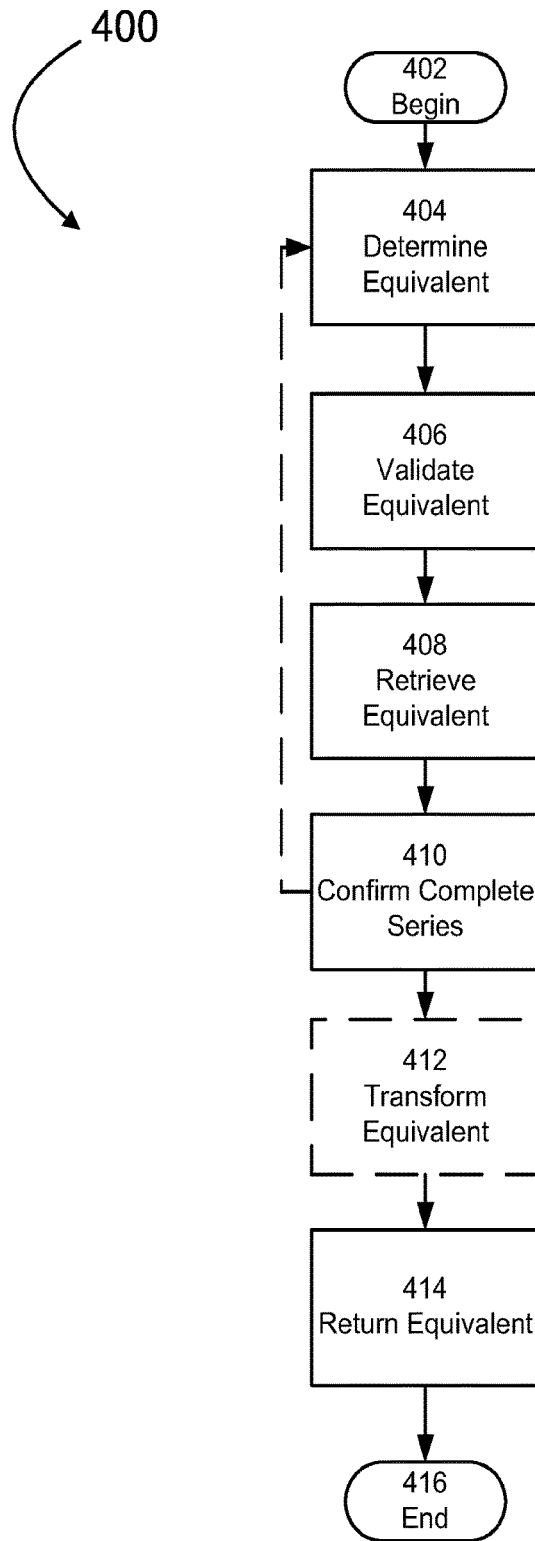 400
402
Begin
404
Determine
Equivalent
406
Validate
Equivalent
408
Retrieve
Equivalent
410
Confirm Complete
Series
412
Transform
Equivalent
414
Return Equivalent
416
End